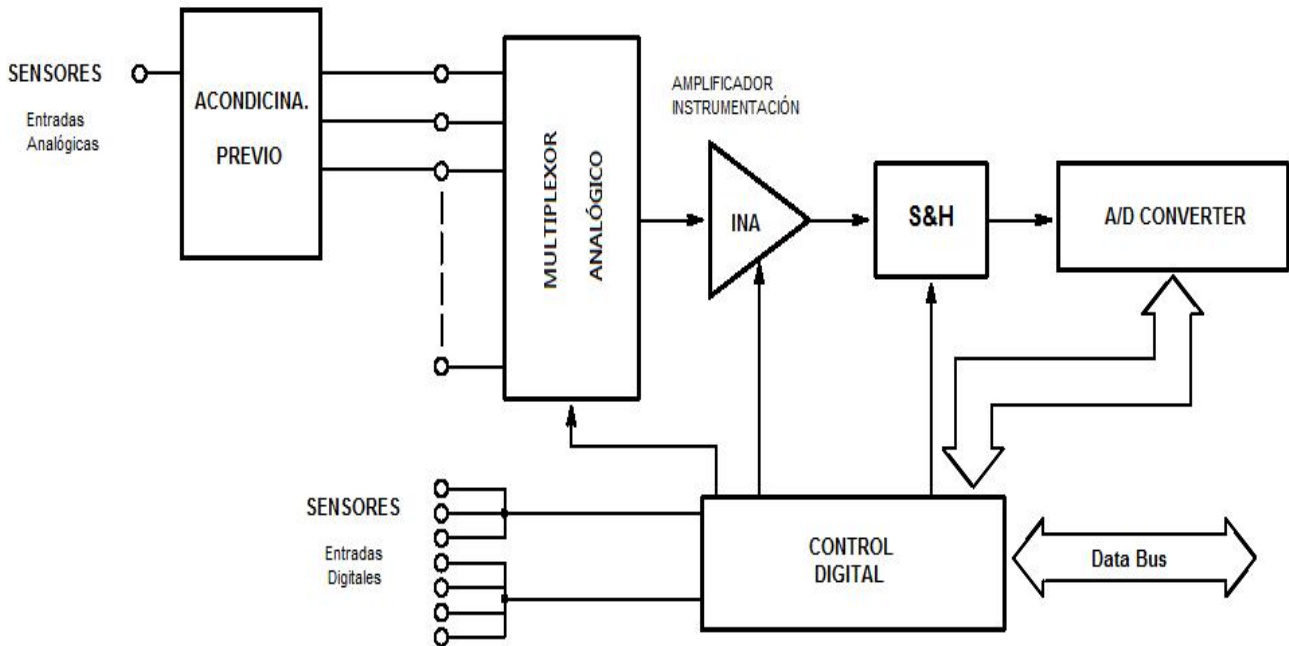 SENSORES
Entradas
Analógicas
ACONDICINA.
PREVIO
MULTIPLEXOR
ANALÓGICO
AMPLIFICADOR
INSTRUMENTACIÓN
INA
S&H
A/D CONVERTER
SENSORES
Entradas
Digitales
CONTROL
DIGITAL
Data Bus